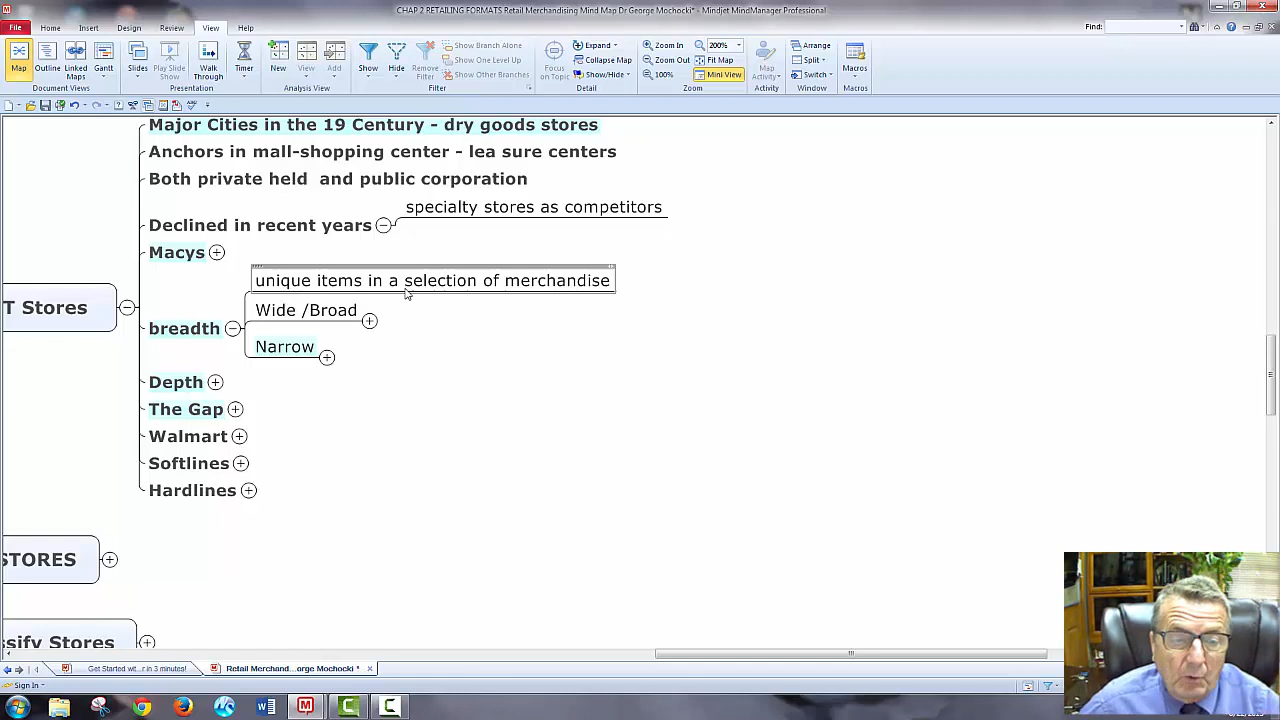 CHAP 2 RETAILING FORMATS Retail Merchandising Mind Map Dr George Mochocki* - Mindjet MindManager Professional
File Home Insert Design Review View Help
Find:
Map Outline Linked Maps Gantt
Document Views
Slides Play Slide Show Walk Through
Presentation
Timer New View Add
Analysis View
Show Hide Remove Filter
Show Branch Alone
Show One Level Up
Show Other Branches
Filter
Focus on Topic
Expand
Collapse Map
Show/Hide
Detail
Zoom In 200%
Zoom Out Fit Map
100% Mini View
Zoom
Map Activity
Activity
Arrange
Split
Switch
Window
Macros
Macros
Major Cities in the 19 Century - dry goods stores
Anchors in mall-shopping center - lea sure centers
Both private held and public corporation
specialty stores as competitors
Declined in recent years
Macys
unique items in a selection of merchandise
T Stores
Wide /Broad
breadth
Narrow
Depth
The Gap
Walmart
Softlines
Hardlines
STORES
ssify Stores
Get Started wit...r in 3 minutes!
Retail Merchand...orge Mochocki *
Sign In